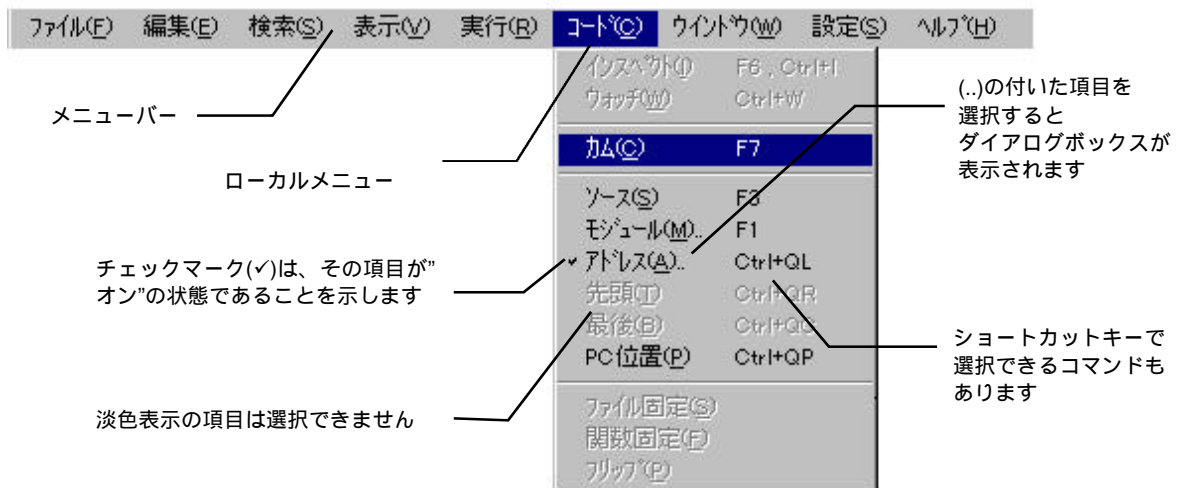 ﾌｧｲﾙ(F) 編集(E) 検索(S) 表示(V) 実行(R) ｺｰﾄﾞ(C) ｳｲﾝﾄﾞｳ(W) 設定(S) ﾍﾙﾌﾟ(H)
ｲﾝｽﾍﾟｸﾄ(I) F6 , Ctrl+I
ｳｫｯﾁ(W) Ctrl+W
ｶﾑ(C) F7
ｿｰｽ(S) F3
ﾓｼﾞｭｰﾙ(M).. F1
✓ ｱﾄﾞﾚｽ(A).. Ctrl+QL
先頭(T) Ctrl+QR
最後(B)
PC位置(P) Ctrl+QP
ﾌｧｲﾙ固定(S)
関数固定(F)
ﾌﾘｯﾌﾟ(P)
メニューバー
ローカルメニュー
チェックマーク(✓)は、その項目が”
オン”の状態であることを示します
淡色表示の項目は選択できません
(..)の付いた項目を
選択すると
ダイアログボックスが
表示されます
ショートカットキーで
選択できるコマンドも
あります